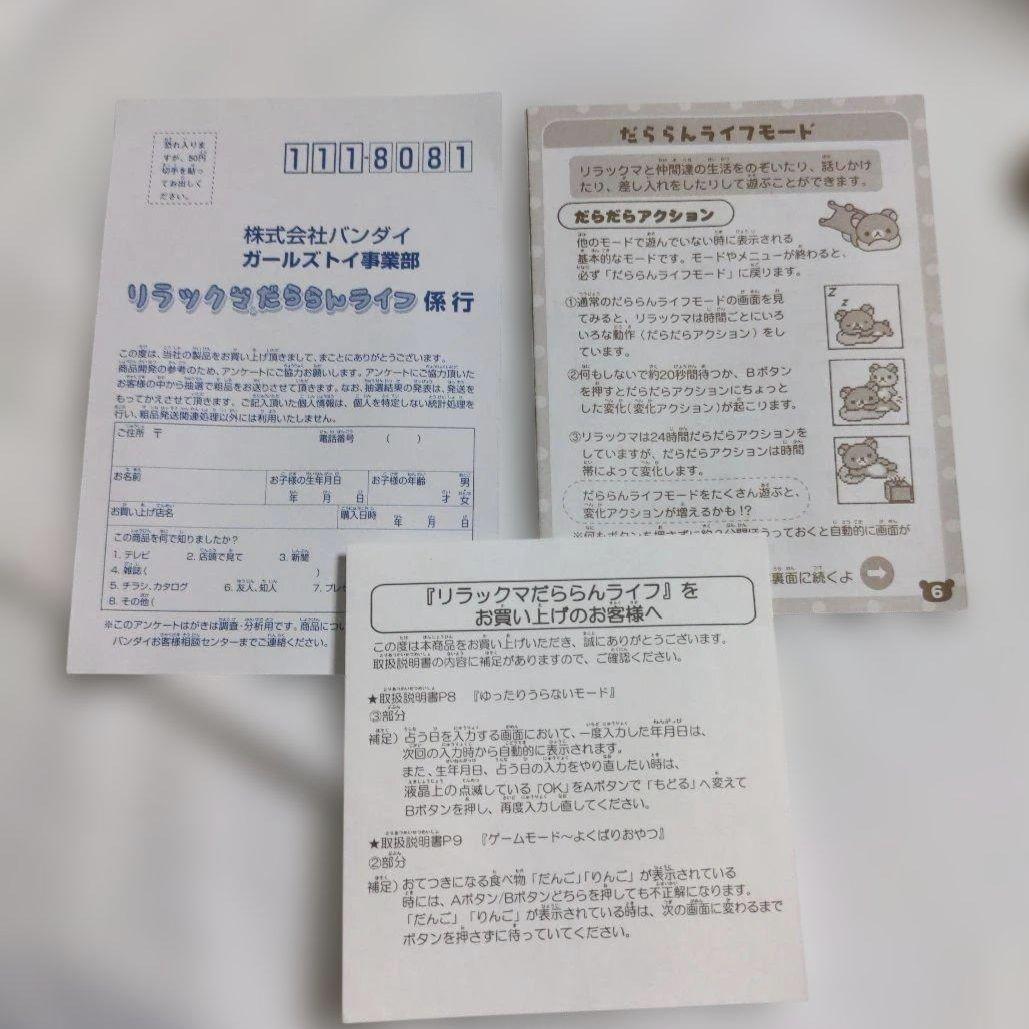 恐れ入りま
すが、50円
切手を貼っ
てお出しく
ださい。
111-8081
株式会社バンダイ
ガールズトイ事業部
リラックマだららんライフ 係 行
この度は、当社の製品をお買い上げ頂きまして、まことにありがとうございます。
商品開発の参考のため、アンケートにご協力お願いします。アンケートにご協力頂いた
お客様の中から抽選で粗品をお送りさせて頂きます。なお、抽選結果の発表は、発送を
もってかえさせて頂きます。ご記入頂いた個人情報は、個人を特定しない統計処理を
行い、粗品発送関連処理以外には利用いたしません。
ご住所 〒 電話番号 ( )
お名前 お子様の生年月日 年 月 日 お子様の年齢 才 男 女
お買い上げ店名 購入日時 年 月 日
この商品を何で知りましたか?
1. テレビ 2. 店頭で見て 3. 新聞
4. 雑誌( )
5. チラシ、カタログ 6. 友人、知人 7. プレ
8. その他(
※このアンケートはがきは調査・分析用です。商品につい
バンダイお客様相談センターまでご連絡ください。
だららんライフモード
リラックマと仲間達の生活をのぞいたり、話しかけ
たり、差し入れをしたりして遊ぶことができます。
だらだらアクション
他のモードで遊んでいない時に表示される
基本的なモードです。モードやメニューが終わると、
必ず「だららんライフモード」に戻ります。
①通常のだららんライフモードの画面を見
てみると、リラックマは時間ごとにいろ
いろな動作(だらだらアクション)をし
ています。
②何もしないで約20秒間待つか、Bボタン
を押すとだらだらアクションにちょっと
した変化(変化アクション)が起こります。
③リラックマは24時間だらだらアクションを
していますが、だらだらアクションは時間
帯によって変化します。
だららんライフモードをたくさん遊ぶと、
変化アクションが増えるかも!?
※何もボタンを押さずに約2分間ほうっておくと自動的に画面が
裏面に続くよ
6
Z
z
『リラックマだららんライフ』を
お買い上げのお客様へ
この度は本商品をお買い上げいただき、誠にありがとうございます。
取扱説明書の内容に補足がありますので、ご確認ください。
★取扱説明書P8 『ゆったりうらないモード』
③部分
補足)占う日を入力する画面において、一度入力した年月日は、
次回の入力時から自動的に表示されます。
また、生年月日、占う日の入力をやり直したい時は、
液晶上の点滅している「OK」をAボタンで「もどる」へ変えて
Bボタンを押し、再度入力し直してください。
★取扱説明書P9 『ゲームモード〜よくばりおやつ』
②部分
補足)おてつきになる食べ物「だんご」「りんご」が表示されている
時には、Aボタン/Bボタンどちらを押しても不正解になります。
「だんご」「りんご」が表示されている時は、次の画面に変わるまで
ボタンを押さずに待っていてください。